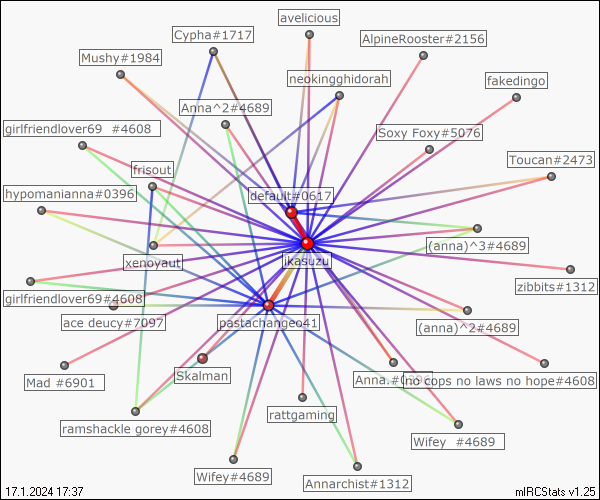 avelicious
Cypha#1717
AlpineRooster#2156
Mushy#1984
neokingghidorah
fakedingo
Anna^2#4689
girlfriendlover69 #4608
Soxy Foxy#5076
Toucan#2473
frisout
hypomanianna#0396
default#0617
(anna)^3#4689
xenoyaut
jkasuzu
zibbits#1312
girlfriendlover69#4608
ace deucy#7097
pastachangeo41
(anna)^2#4689
Mad #6901
Skalman
Anna.
no cops no laws no hope#4608
rattgaming
ramshackle gorey#4608
Wifey #4689
Wifey#4689
Annarchist#1312
17.1.2024 17:37
mIRCStats v1.25